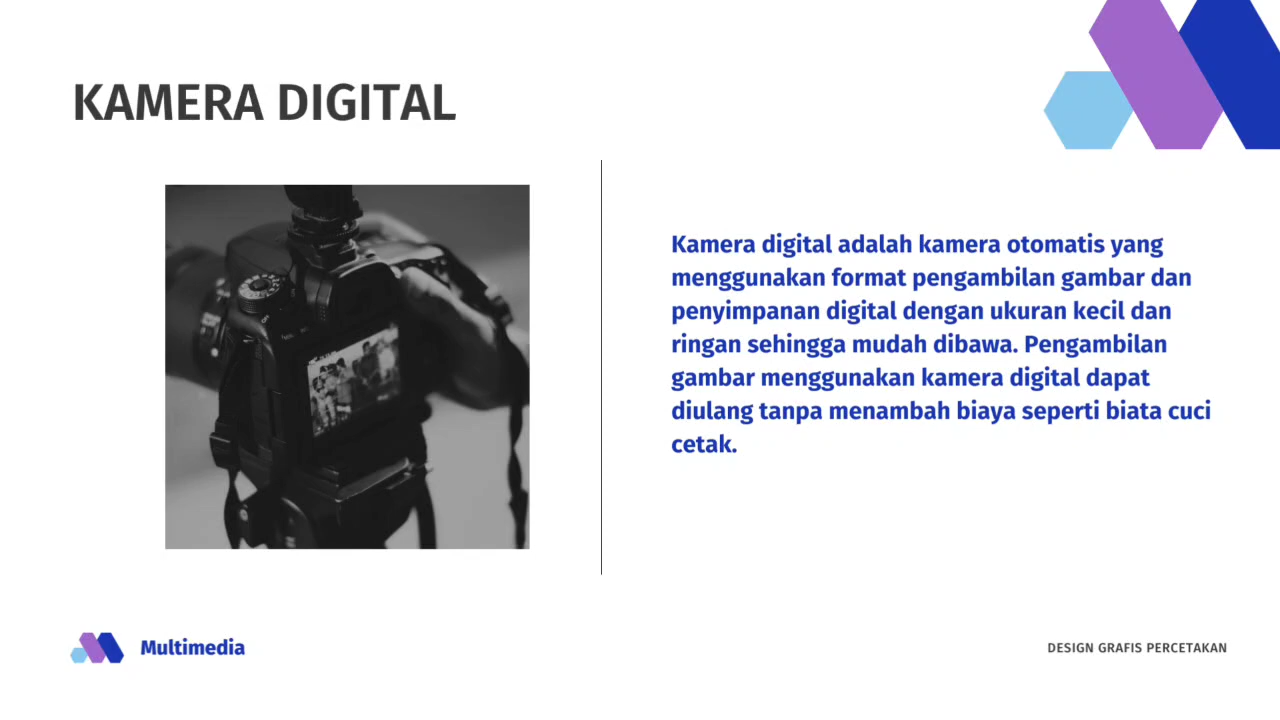 KAMERA DIGITAL
Kamera digital adalah kamera otomatis yang
menggunakan format pengambilan gambar dan
penyimpanan digital dengan ukuran kecil dan
ringan sehingga mudah dibawa. Pengambilan
gambar menggunakan kamera digital dapat
diulang tanpa menambah biaya seperti biata cuci
cetak.
Multimedia
DESIGN GRAFIS PERCETAKAN